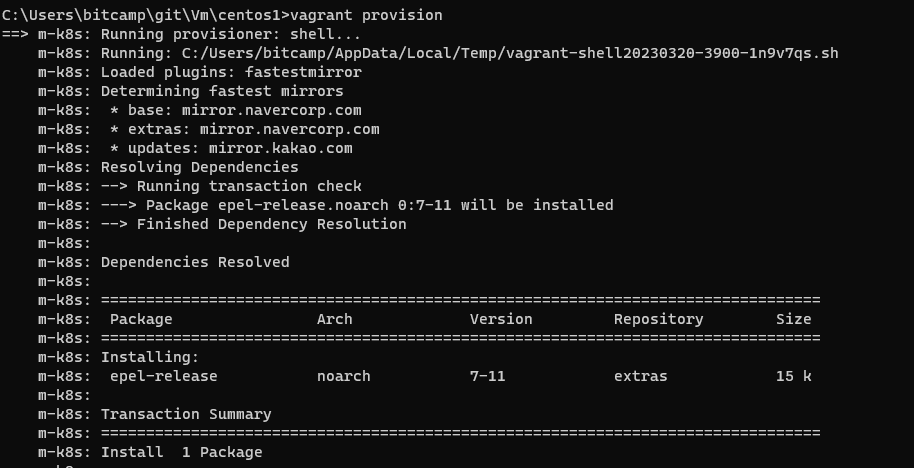 C:\Users\bitcamp\git\Vm\centos1>vagrant provision
==> m-k8s: Running provisioner: shell...
    m-k8s: Running: C:/Users/bitcamp/AppData/Local/Temp/vagrant-shell20230320-3900-1n9v7qs.sh
    m-k8s: Loaded plugins: fastestmirror
    m-k8s: Determining fastest mirrors
    m-k8s:  * base: mirror.navercorp.com
    m-k8s:  * extras: mirror.navercorp.com
    m-k8s:  * updates: mirror.kakao.com
    m-k8s: Resolving Dependencies
    m-k8s: --> Running transaction check
    m-k8s: ---> Package epel-release.noarch 0:7-11 will be installed
    m-k8s: --> Finished Dependency Resolution
    m-k8s:
    m-k8s: Dependencies Resolved
    m-k8s:
    m-k8s: ================================================================================
    m-k8s:  Package                Arch             Version         Repository        Size
    m-k8s: ================================================================================
    m-k8s: Installing:
    m-k8s:  epel-release           noarch           7-11            extras            15 k
    m-k8s:
    m-k8s: Transaction Summary
    m-k8s: ================================================================================
    m-k8s: Install  1 Package
    m-k8s: